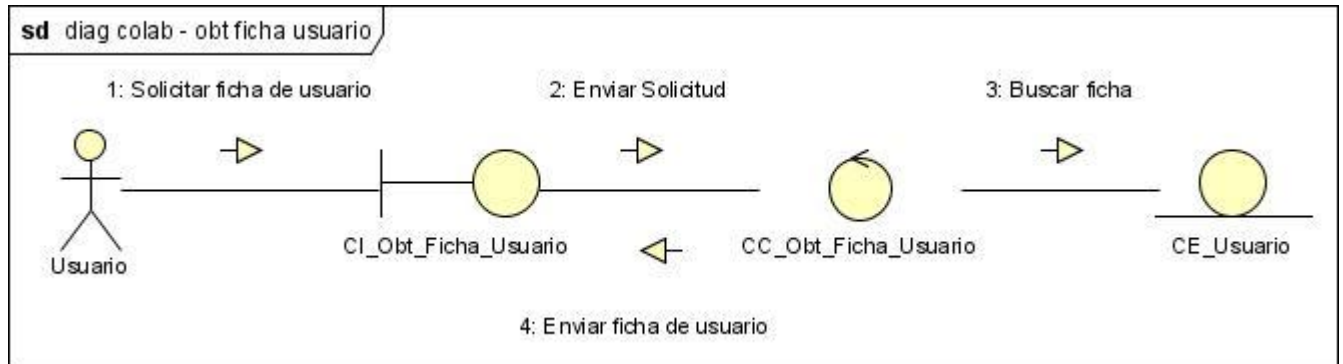 sd diag colab - obt ficha usuario
1: Solicitar ficha de usuario
2: Enviar Solicitud
3: Buscar ficha
Usuario
CI_Obt_Ficha_Usuario
CC_Obt_Ficha_Usuario
CE_Usuario
4: Enviar ficha de usuario